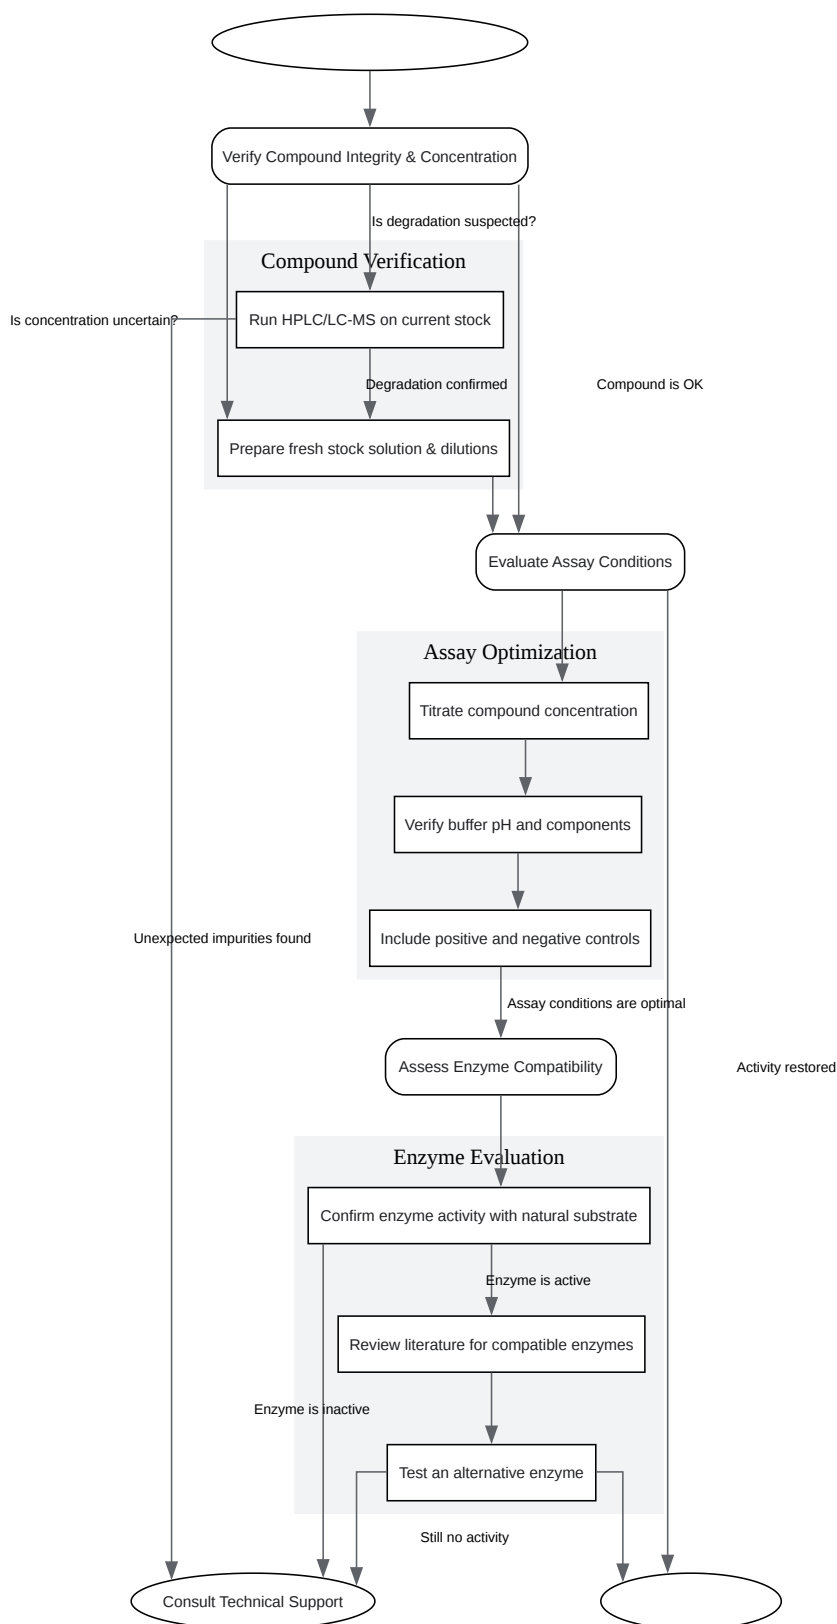 Verify Compound Integrity & Concentration
Is degradation suspected?
Compound Verification
Is concentration uncertain?
Run HPLC/LC-MS on current stock
Degradation confirmed
Compound is OK
Prepare fresh stock solution & dilutions
Evaluate Assay Conditions
Assay Optimization
Titrate compound concentration
Verify buffer pH and components
Unexpected impurities found
Include positive and negative controls
Assay conditions are optimal
Assess Enzyme Compatibility
Activity restored
Enzyme Evaluation
Confirm enzyme activity with natural substrate
Enzyme is active
Review literature for compatible enzymes
Enzyme is inactive
Test an alternative enzyme
Still no activity
Consult Technical Support